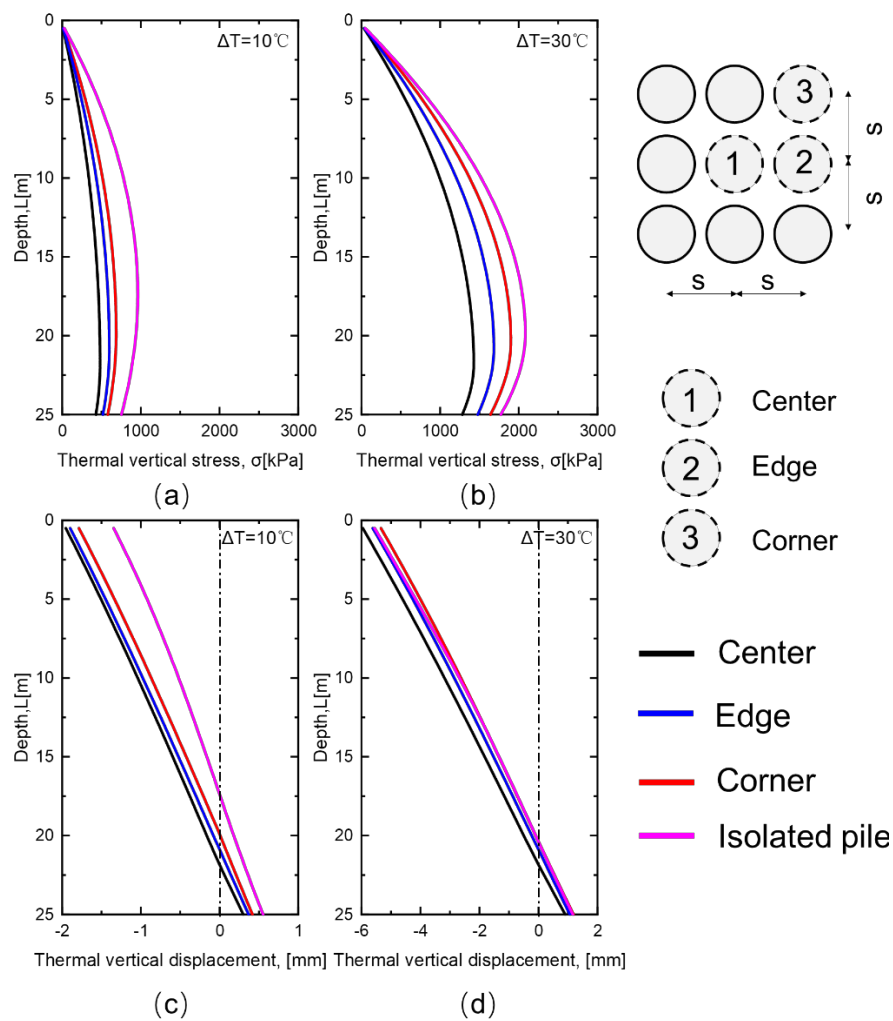 ΔT=10℃
0
5
10
15
20
25
Depth,L[m]
0 1000 2000 3000
Thermal vertical stress, σ[kPa]
(a)
ΔT=30℃
0
5
10
15
20
25
Depth,L[m]
0 1000 2000 3000
Thermal vertical stress, σ[kPa]
(b)
3
1 2
S
S
S S
1 Center
2 Edge
3 Corner
ΔT=10℃
0
5
10
15
20
25
Depth,L[m]
-2 -1 0 1
Thermal vertical displacement, [mm]
(c)
ΔT=30℃
0
5
10
15
20
25
Depth,L[m]
-6 -4 -2 0 2
Thermal vertical displacement, [mm]
(d)
Center
Edge
Corner
Isolated pile